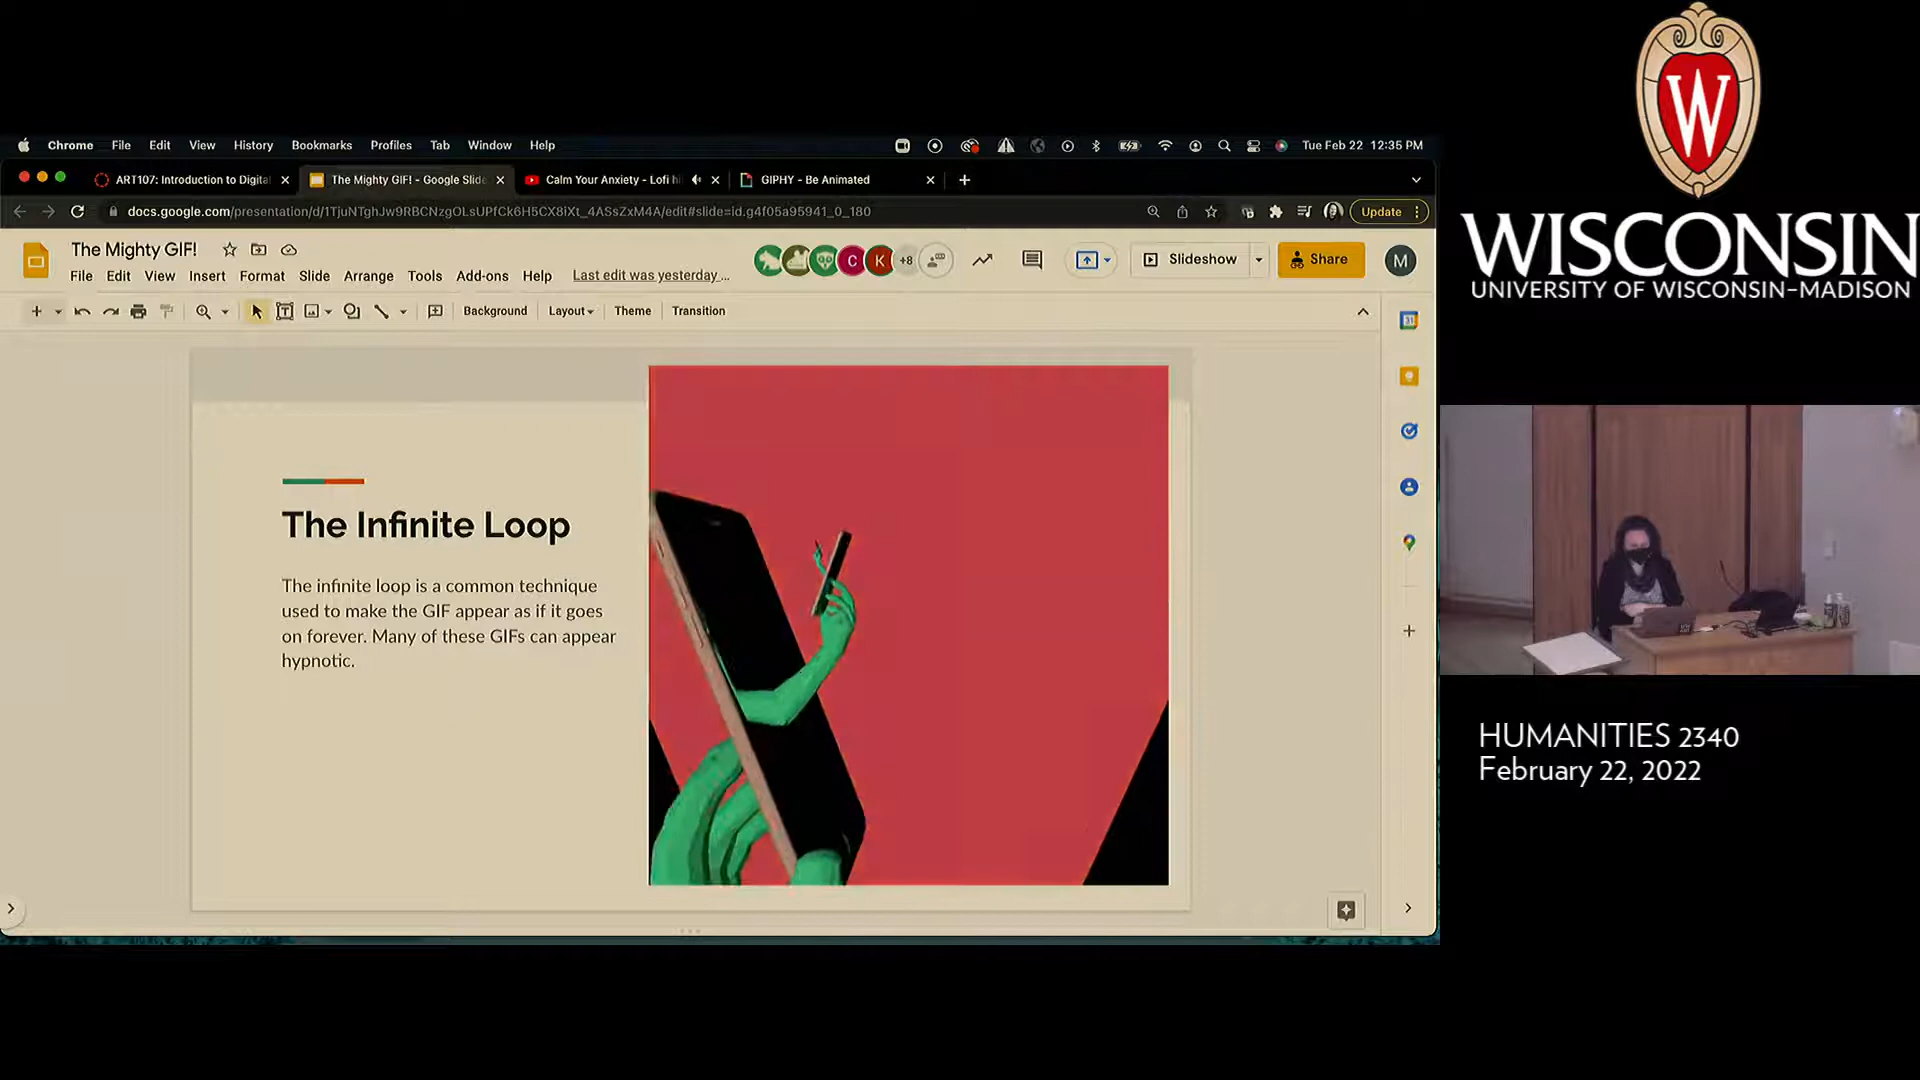 Chrome File Edit View History Bookmarks Profiles Tab Window Help
Tue Feb 22 12:35 PM
ART107: Introduction to Digital
The Mighty GIF! - Google Slide
Calm Your Anxiety - Lofi hi
GIPHY - Be Animated
docs.google.com/presentation/d/1TjuNTghJw9RBCNzgOLsUPfCk6H5CX8iXt_4ASsZxM4A/edit#slide=id.g4f05a95941_0_180
Update
The Mighty GIF!
File Edit View Insert Format Slide Arrange Tools Add-ons Help Last edit was yesterday ...
C K +8
Slideshow
Share
M
Background Layout Theme Transition
The Infinite Loop
The infinite loop is a common technique
used to make the GIF appear as if it goes
on forever. Many of these GIFs can appear
hypnotic.
W
WISCONSIN
UNIVERSITY OF WISCONSIN–MADISON
HUMANITIES 2340
February 22, 2022